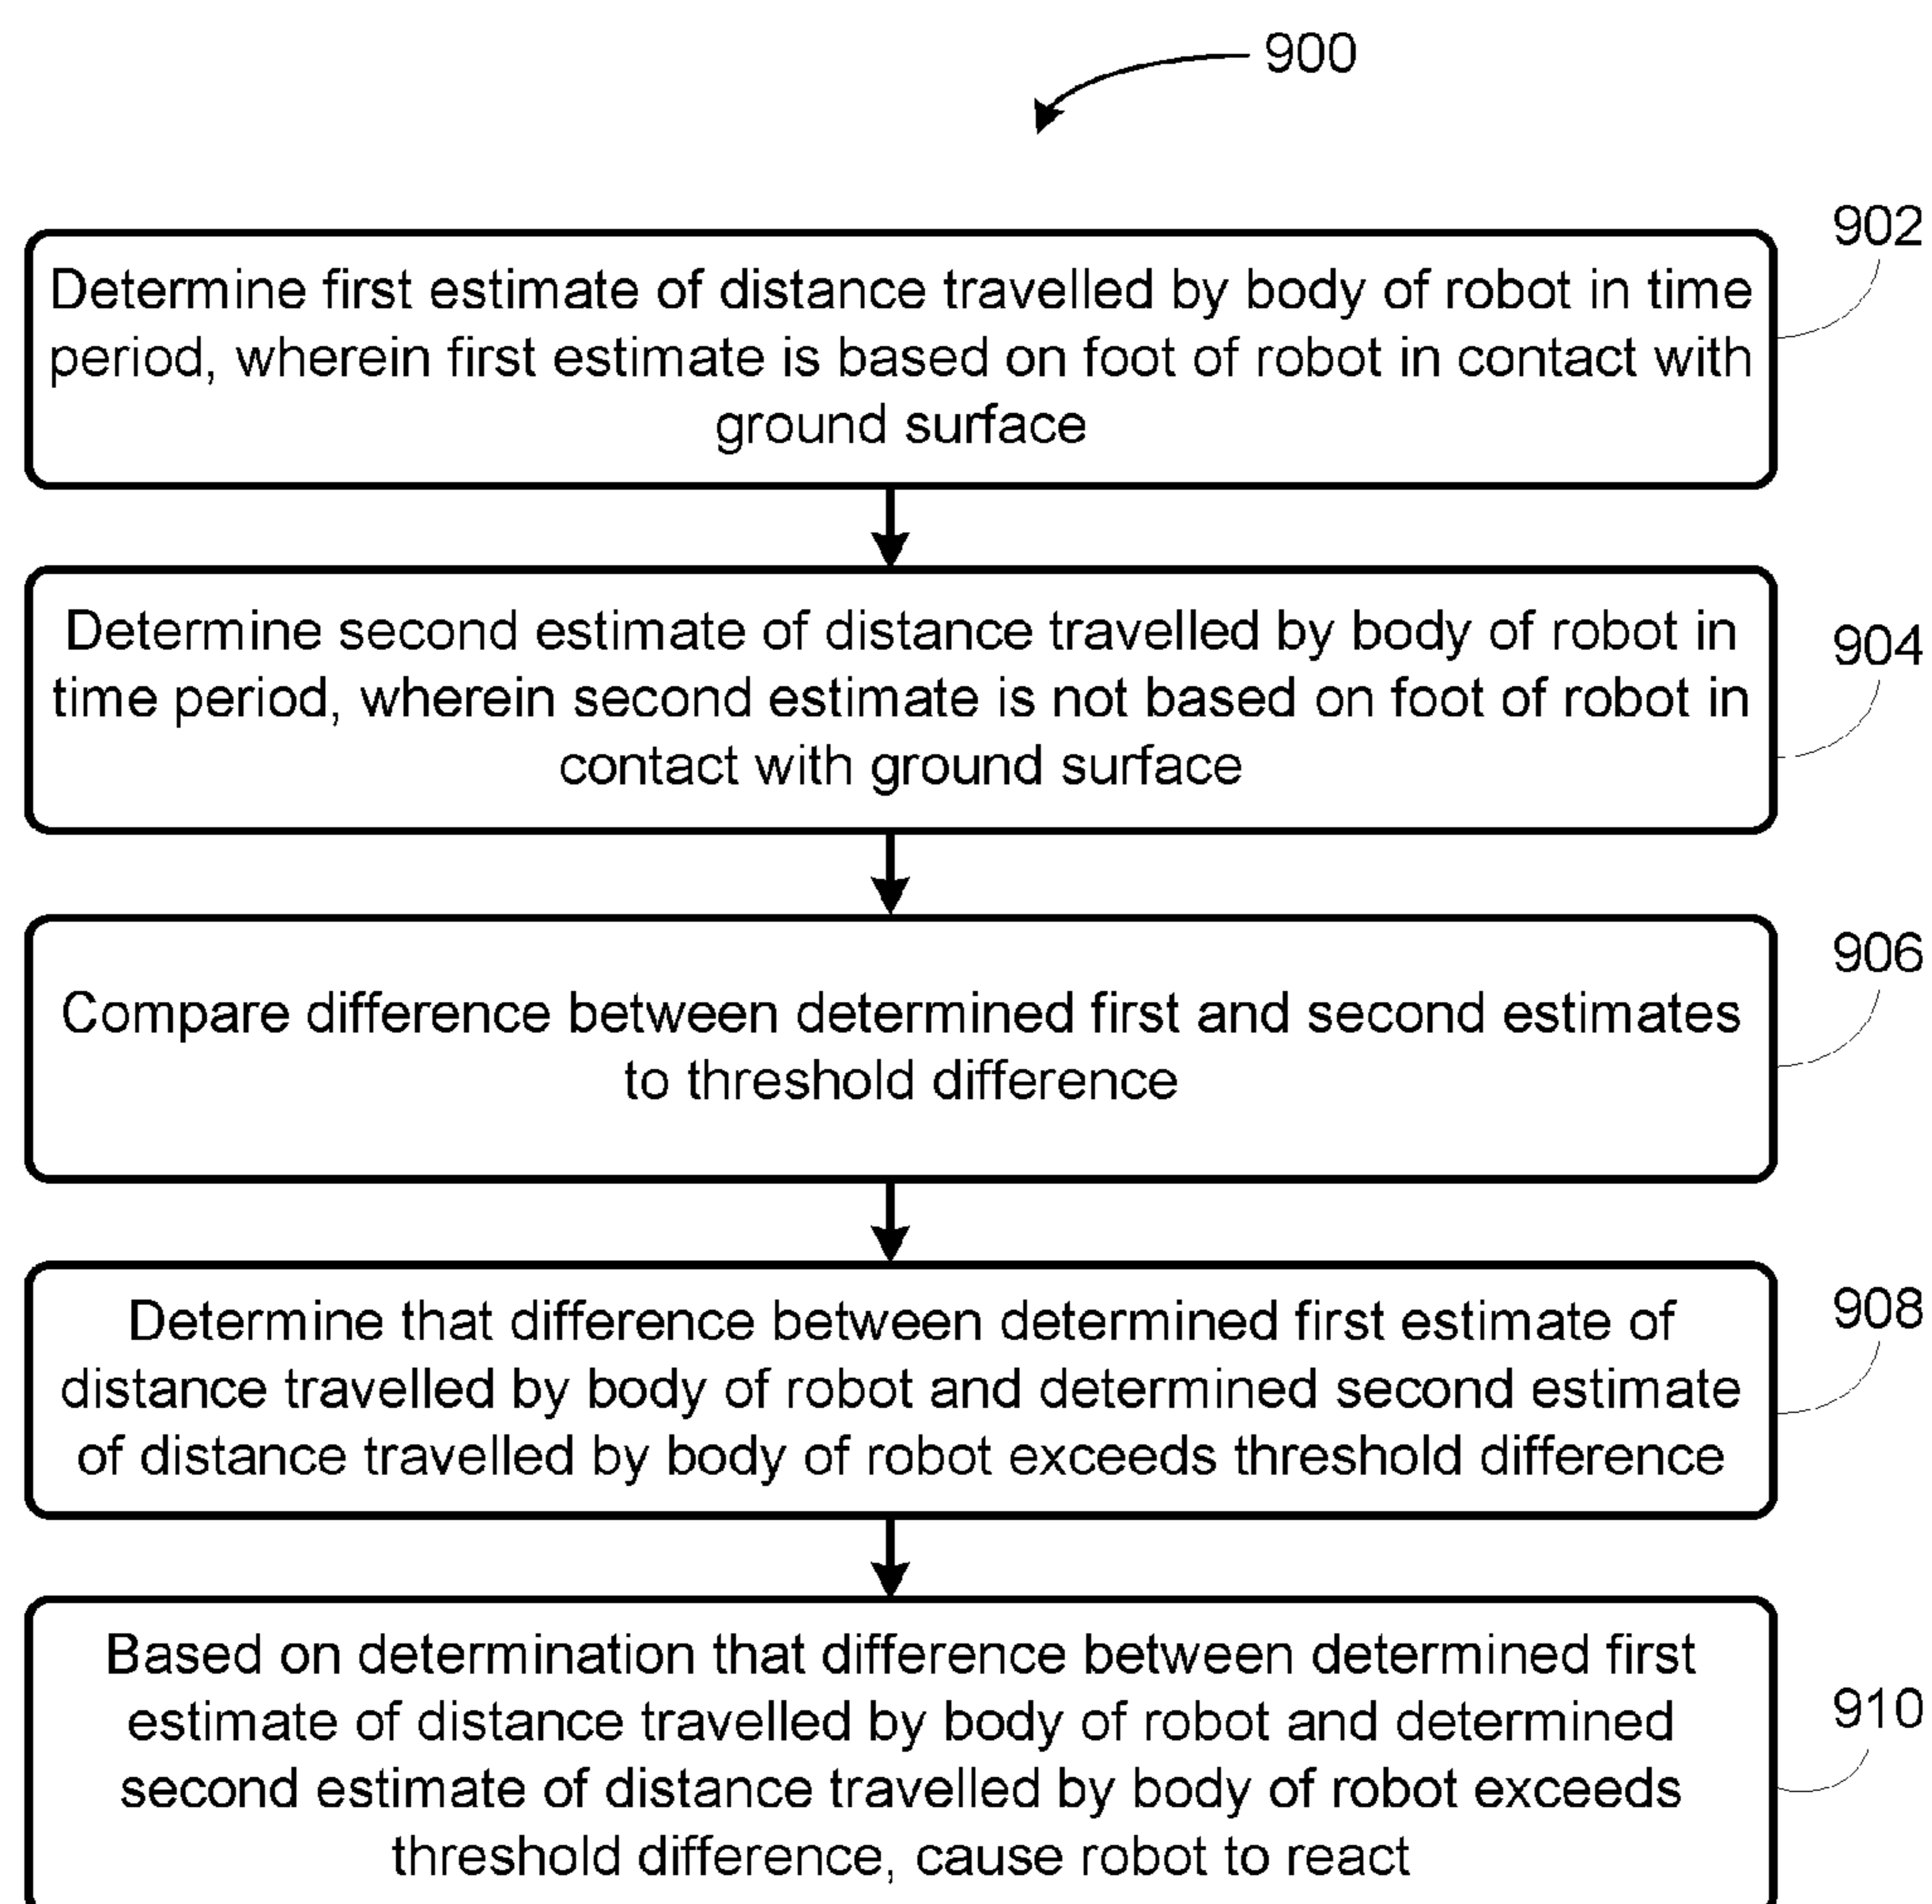 900
902
Determine first estimate of distance travelled by body of robot in time
period, wherein first estimate is based on foot of robot in contact with
ground surface
904
Determine second estimate of distance travelled by body of robot in
time period, wherein second estimate is not based on foot of robot in
contact with ground surface
906
Compare difference between determined first and second estimates
to threshold difference
908
Determine that difference between determined first estimate of
distance travelled by body of robot and determined second estimate
of distance travelled by body of robot exceeds threshold difference
910
Based on determination that difference between determined first
estimate of distance travelled by body of robot and determined
second estimate of distance travelled by body of robot exceeds
threshold difference, cause robot to react